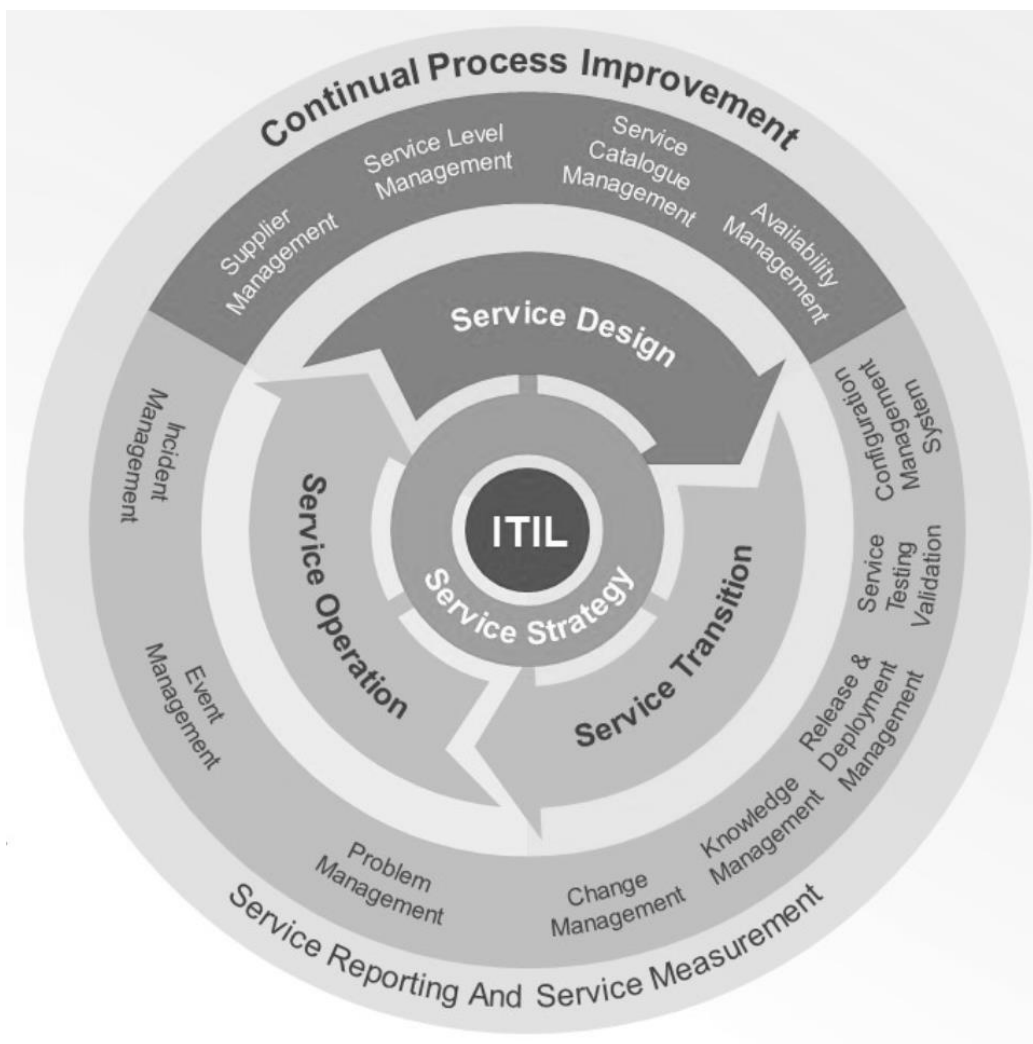 Continual Process Improvement
Supplier
Management
Service Level
Management
Service
Catalogue
Management
Availability
Management
Service Design
Configuration
Management
System
Service
Testing
Validation
Release &
Deployment
Management
Knowledge
Management
Change
Management
Service Transition
Problem
Management
Event
Management
Incident
Management
Service Operation
ITIL
Service Strategy
Service Reporting And Service Measurement